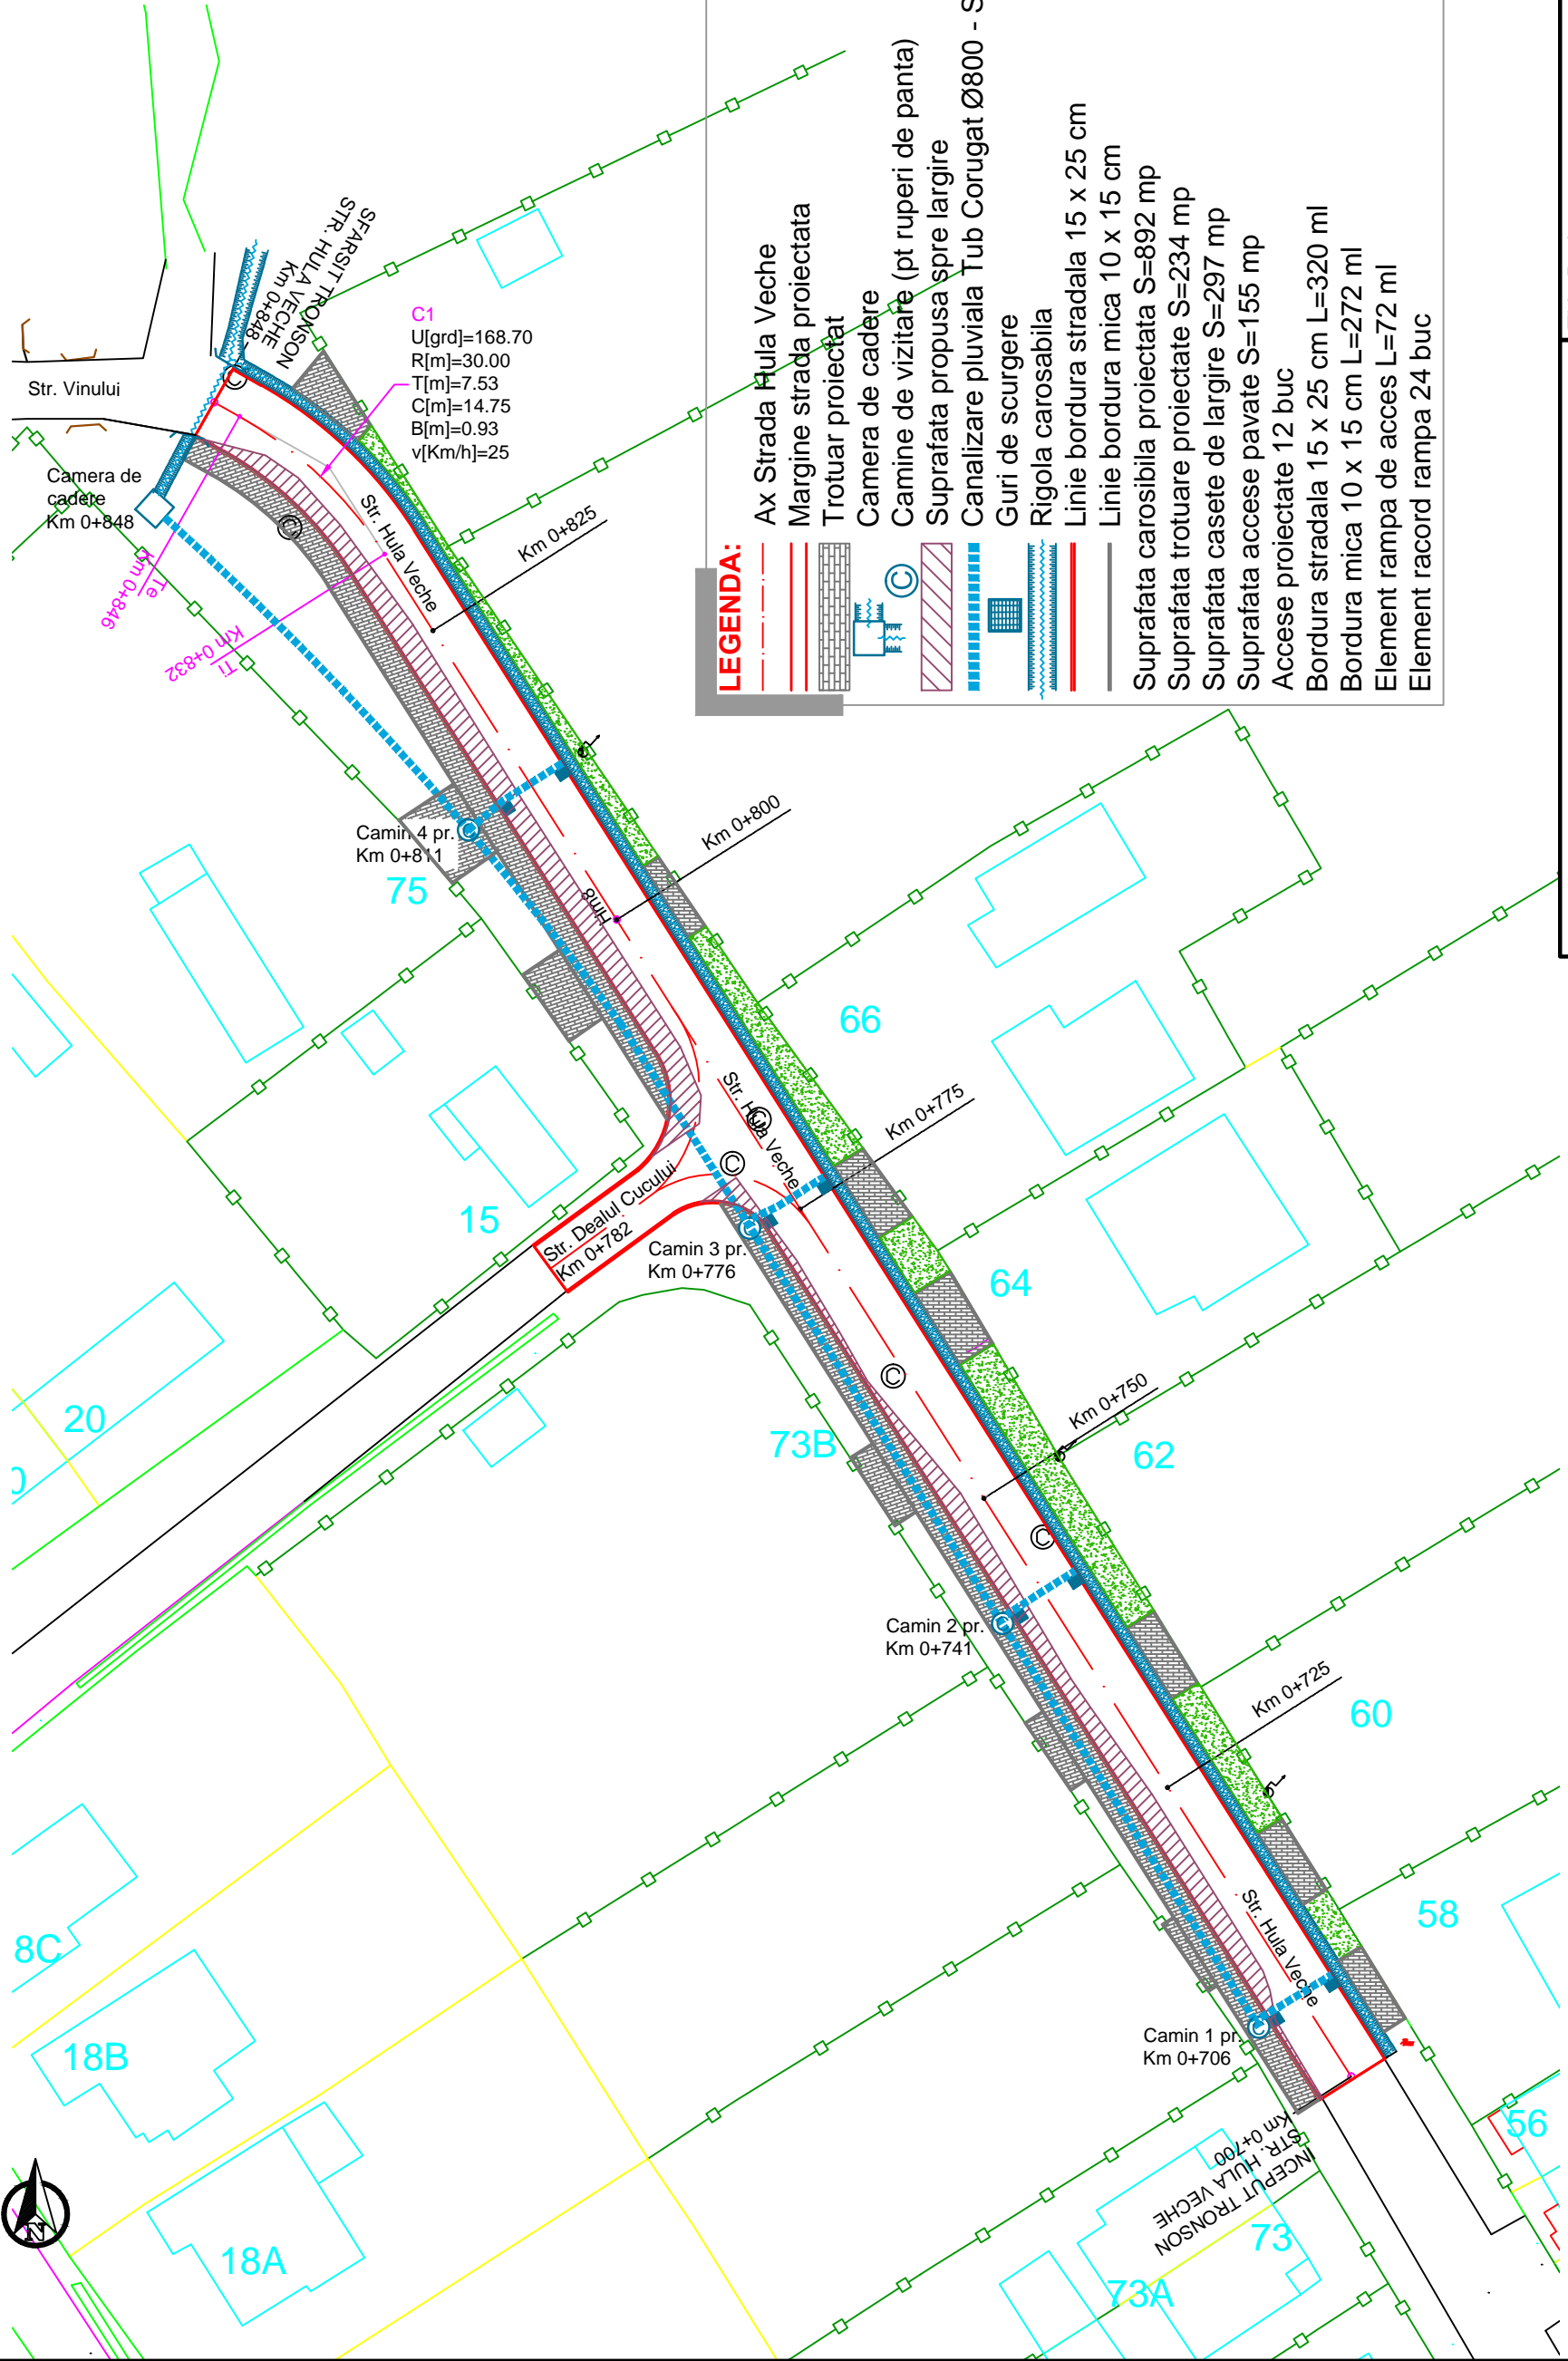 SFARSIT TRONSON
STR. HULA VECHE
Km 0+848
Str. Vinului
C1
U[grd]=168.70
R[m]=30.00
T[m]=7.53
C[m]=14.75
B[m]=0.93
v[Km/h]=25
Camera de
cadere
Km 0+848
Te
Km 0+846
Ti
Km 0+832
Str. Hula Veche
Km 0+825
Camin 4 pr.
Km 0+811
75
Hm8
Km 0+800
66
Str. Hula Veche
Km 0+775
15
Str. Dealul Cucului
Km 0+782
Camin 3 pr.
Km 0+776
64
20
73B
Km 0+750
62
Camin 2 pr.
Km 0+741
Km 0+725
60
8C
58
Str. Hula Veche
18B
Camin 1 pr.
Km 0+706
56
INCEPUT TRONSON
STR. HULA VECHE
Km 0+700
73
73A
18A
N
LEGENDA:
Ax Strada Hula Veche
Margine strada proiectata
Trotuar proiectat
Camera de cadere
Camine de vizitare (pt ruperi de panta)
Suprafata propusa spre largire
Canalizare pluviala Tub Corugat Ø800 - S
Guri de scurgere
Rigola carosabila
Linie bordura stradala 15 x 25 cm
Linie bordura mica 10 x 15 cm
Suprafata carosibila proiectata S=892 mp
Suprafata trotuare proiectate S=234 mp
Suprafata casete de largire S=297 mp
Suprafata accese pavate S=155 mp
Accese proiectate 12 buc
Bordura stradala 15 x 25 cm L=320 ml
Bordura mica 10 x 15 cm L=272 ml
Element rampa de acces L=72 ml
Element racord rampa 24 buc